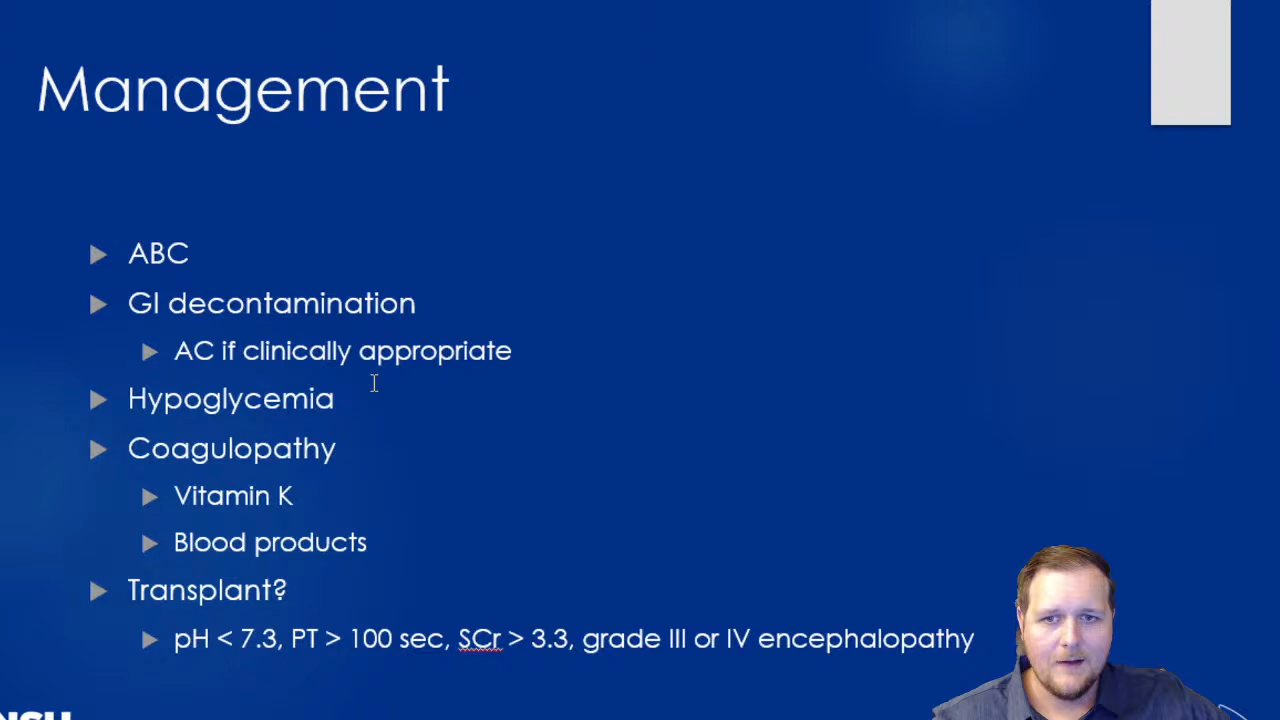 Management
ABC
GI decontamination
AC if clinically appropriate
Hypoglycemia
Coagulopathy
Vitamin K
Blood products
Transplant?
pH < 7.3, PT > 100 sec, SCr > 3.3, grade III or IV encephalopathy